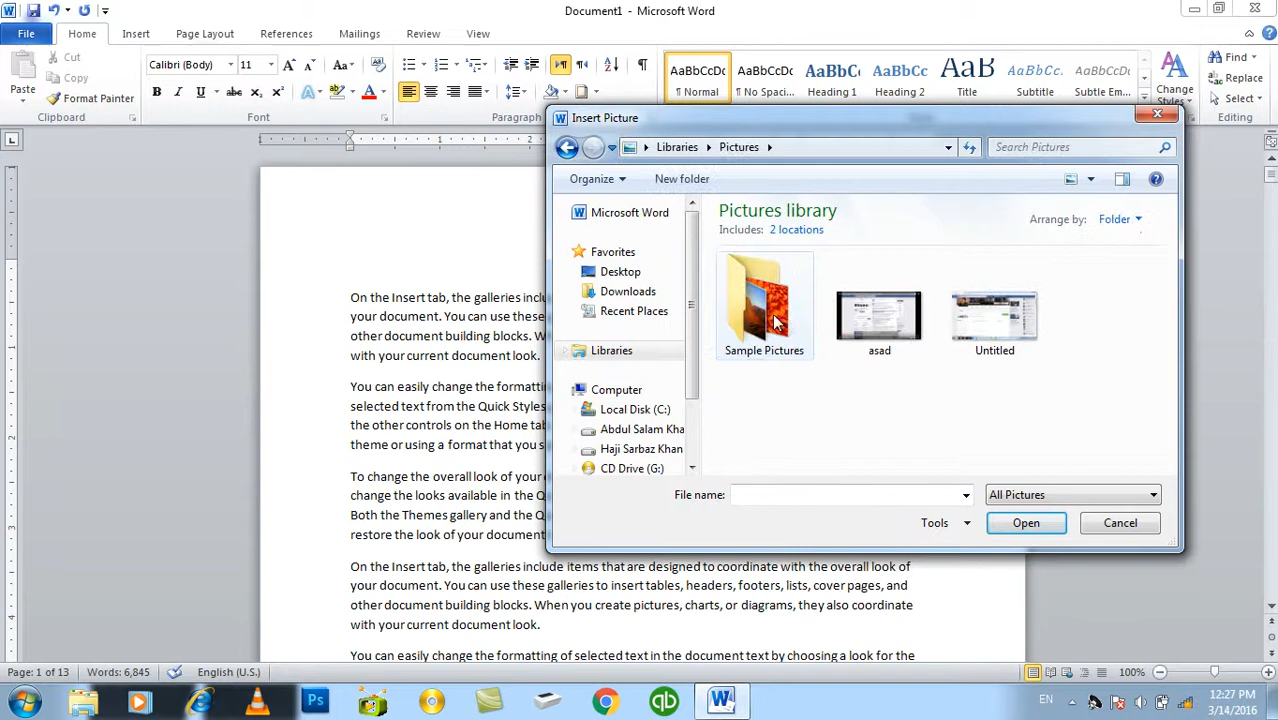 Document1 - Microsoft Word
File Home Insert Page Layout References Mailings Review View
Cut
Copy
Paste
Format Painter
Clipboard
Calibri (Body) 11
Font
AaBbCcDc AaBbCcDc AaBbC AaBbCc AaB AaBbCc. AaBbCcDc
¶ Normal ¶ No Spaci... Heading 1 Heading 2 Title Subtitle Subtle Em...
Change
Styles
Find
Replace
Select
Editing
Insert Picture
Libraries Pictures
Search Pictures
Organize New folder
Microsoft Word
Favorites
Desktop
Downloads
Recent Places
Libraries
Computer
Local Disk (C:)
Abdul Salam Kha
Haji Sarbaz Khan
CD Drive (G:)
Pictures library
Includes: 2 locations
Arrange by: Folder
Sample Pictures asad Untitled
File name: All Pictures
Tools Open Cancel
On the Insert tab, the galleries inclu
your document. You can use these
other document building blocks.
with your current document look.
You can easily change the formatting
selected text from the Quick Styles
the other controls on the Home tab
theme or using a format that you s
To change the overall look of your
change the looks available in the Q
Both the Themes gallery and the Q
restore the look of your document
On the Insert tab, the galleries include items that are designed to coordinate with the overall look of
your document. You can use these galleries to insert tables, headers, footers, lists, cover pages, and
other document building blocks. When you create pictures, charts, or diagrams, they also coordinate
with your current document look.
You can easily change the formatting of selected text in the document text by choosing a look for the
Page: 1 of 13 Words: 6,845 English (U.S.) 100%
EN 12:27 PM
3/14/2016